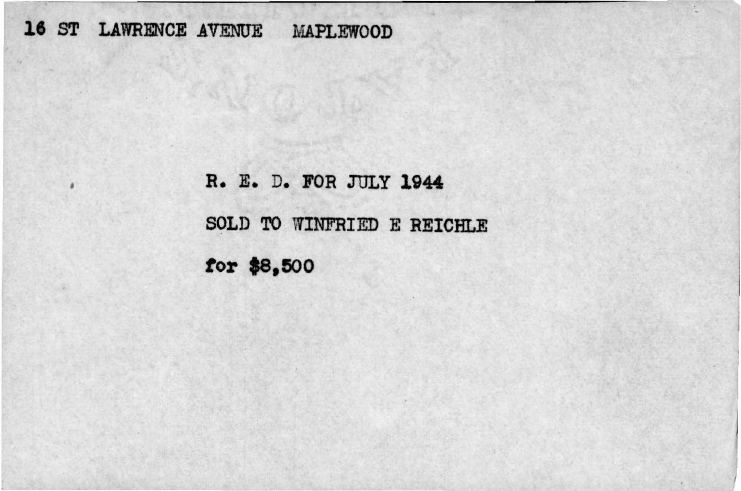 16 ST LAWRENCE AVENUE MAPLEWOOD
R. E. D. FOR JULY 1944
SOLD TO WINFRIED E REICHLE
for $8,500